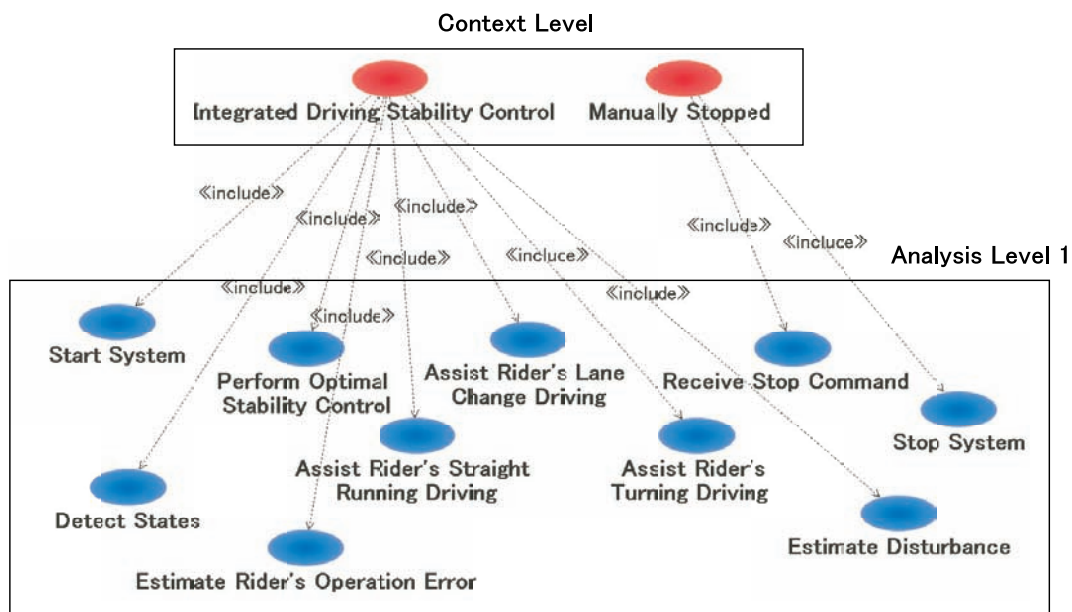 Context Level
Integrated Driving Stability Control
Manually Stopped
≪include≫
≪include≫
≪include≫
≪include≫
≪include≫
≪incluce≫
≪include≫
≪incluce≫
Analysis Level 1
≪include≫
≪include≫
≪include≫
Start System
Perform Optimal
Stability Control
Assist Rider's Lane
Change Driving
Receive Stop Command
Stop System
Assist Rider's Straight
Running Driving
Assist Rider's
Turning Driving
Detect States
Estimate Disturbance
Estimate Rider's Operation Error